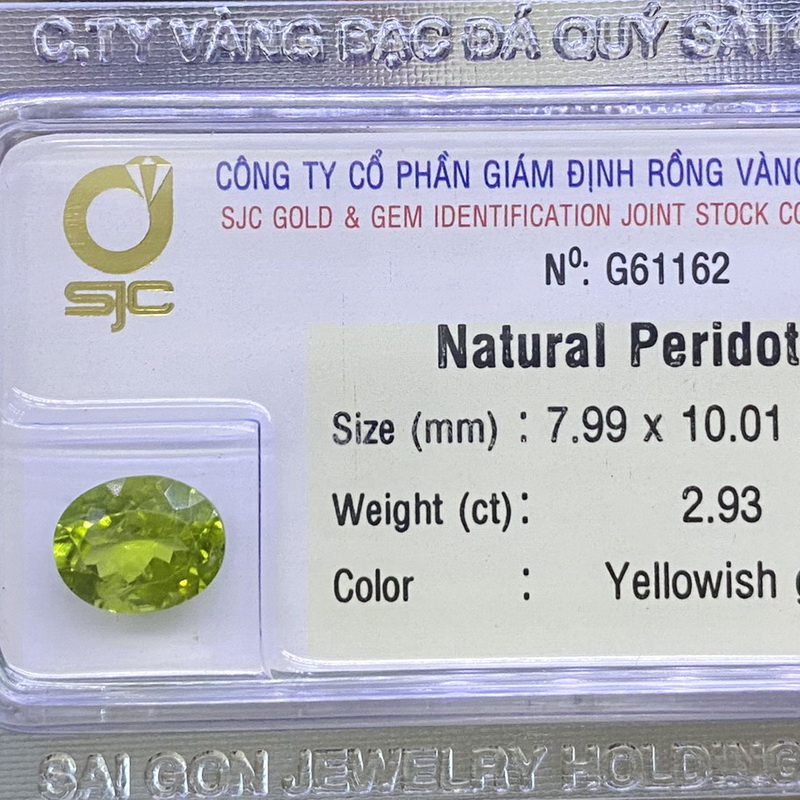 C.TY VÀNG BẠC ĐÁ QUÝ SÀI G
CÔNG TY CỔ PHẦN GIÁM ĐỊNH RỒNG VÀNG
SJC GOLD & GEM IDENTIFICATION JOINT STOCK CO
SJC
Nº: G61162
Natural Peridot
Size (mm) : 7.99 x 10.01
Weight (ct): 2.93
Color : Yellowish g
SAI GON JEWELRY HOLDING